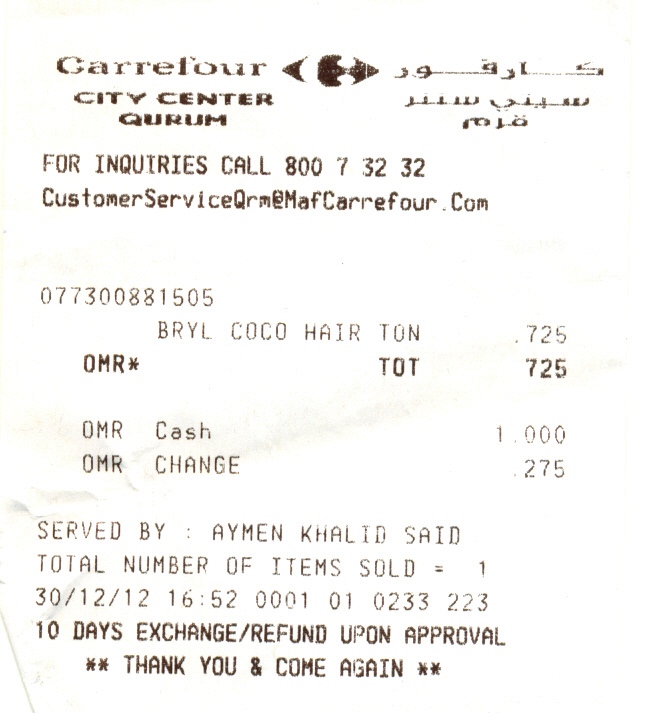 Carrefour كارفور
CITY CENTER سيتي سنتر
QURUM قرم
FOR INQUIRIES CALL 800 7 32 32
CustomerServiceQrm@MafCarrefour.Com
077300881505
BRYL COCO HAIR TON .725
OMR* TOT 725
OMR Cash 1.000
OMR CHANGE .275
SERVED BY : AYMEN KHALID SAID
TOTAL NUMBER OF ITEMS SOLD = 1
30/12/12 16:52 0001 01 0233 223
10 DAYS EXCHANGE/REFUND UPON APPROVAL
** THANK YOU & COME AGAIN **